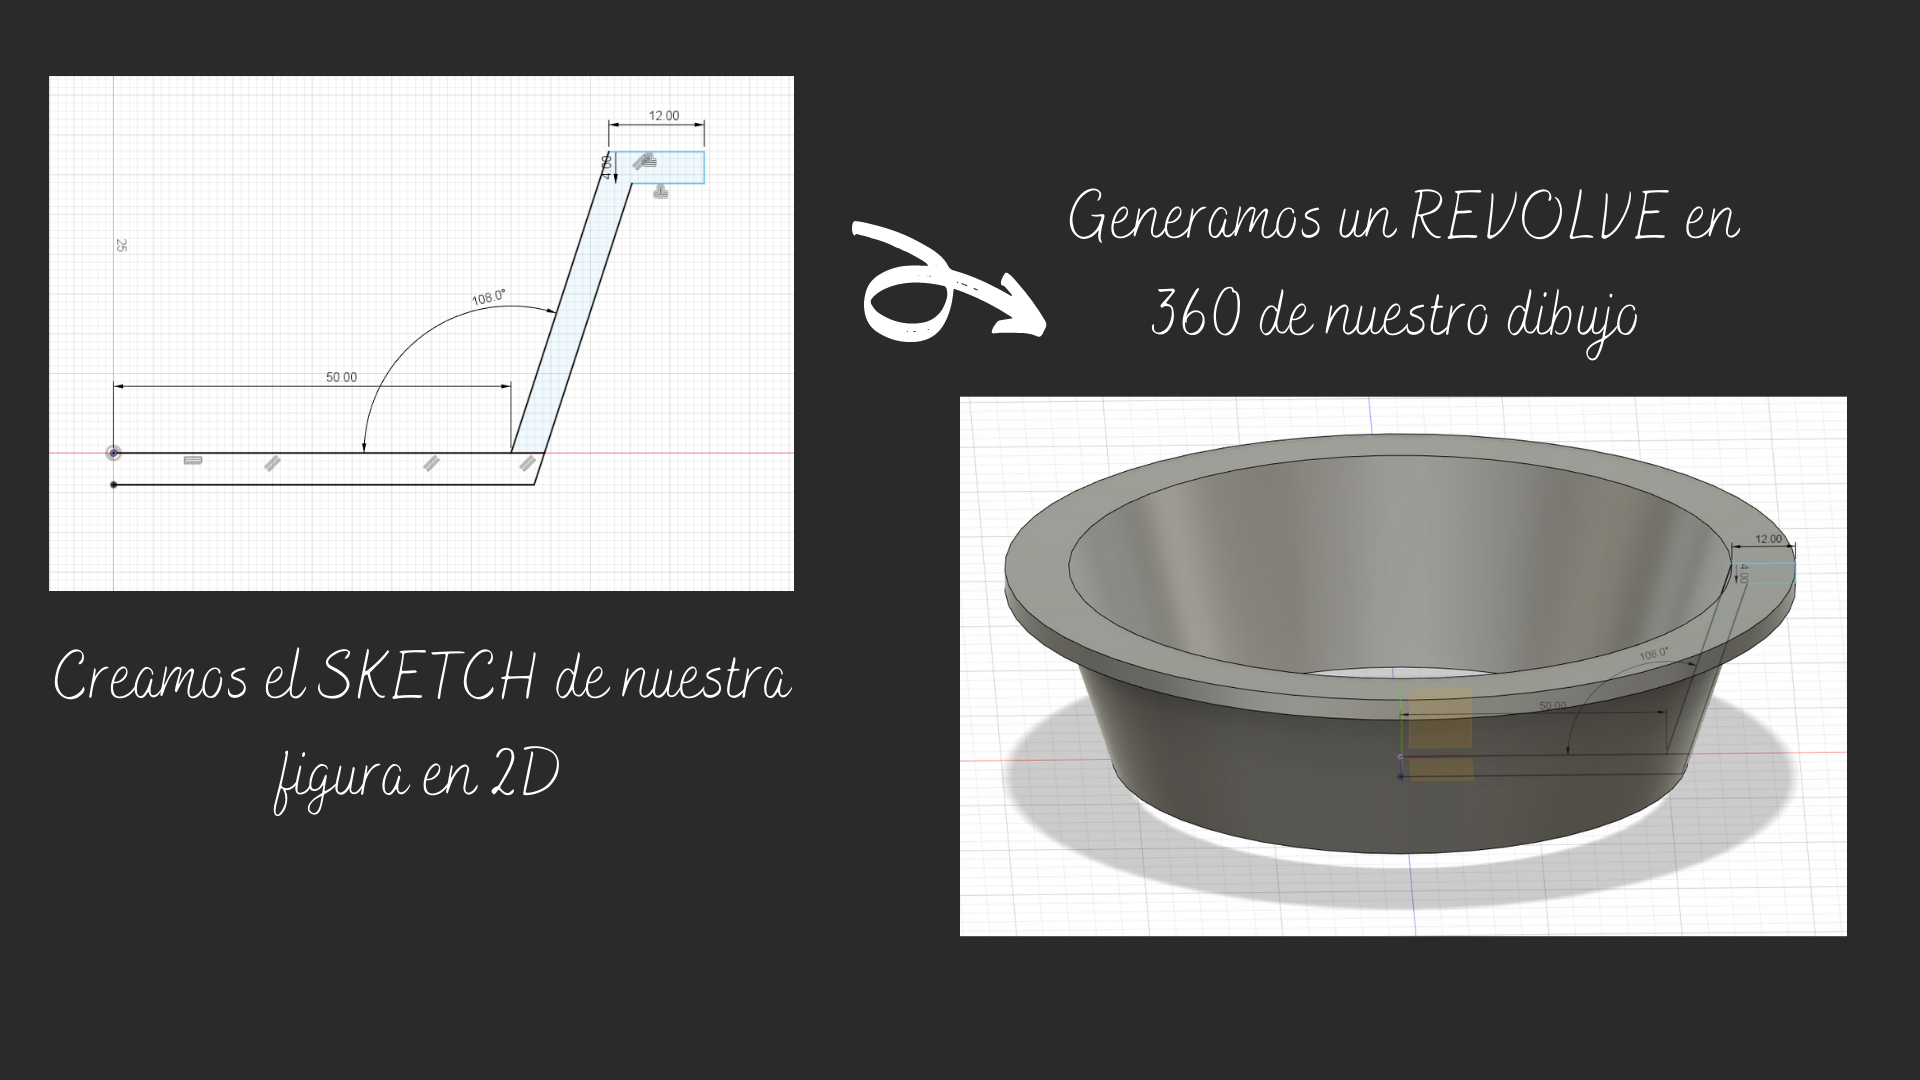 12.00
4.00
25
108.0°
50.00
Creamos el SKETCH de nuestra
figura en 2D
Generamos un REVOLVE en
360 de nuestro dibujo
12.00
4.00
108.0°
50.00